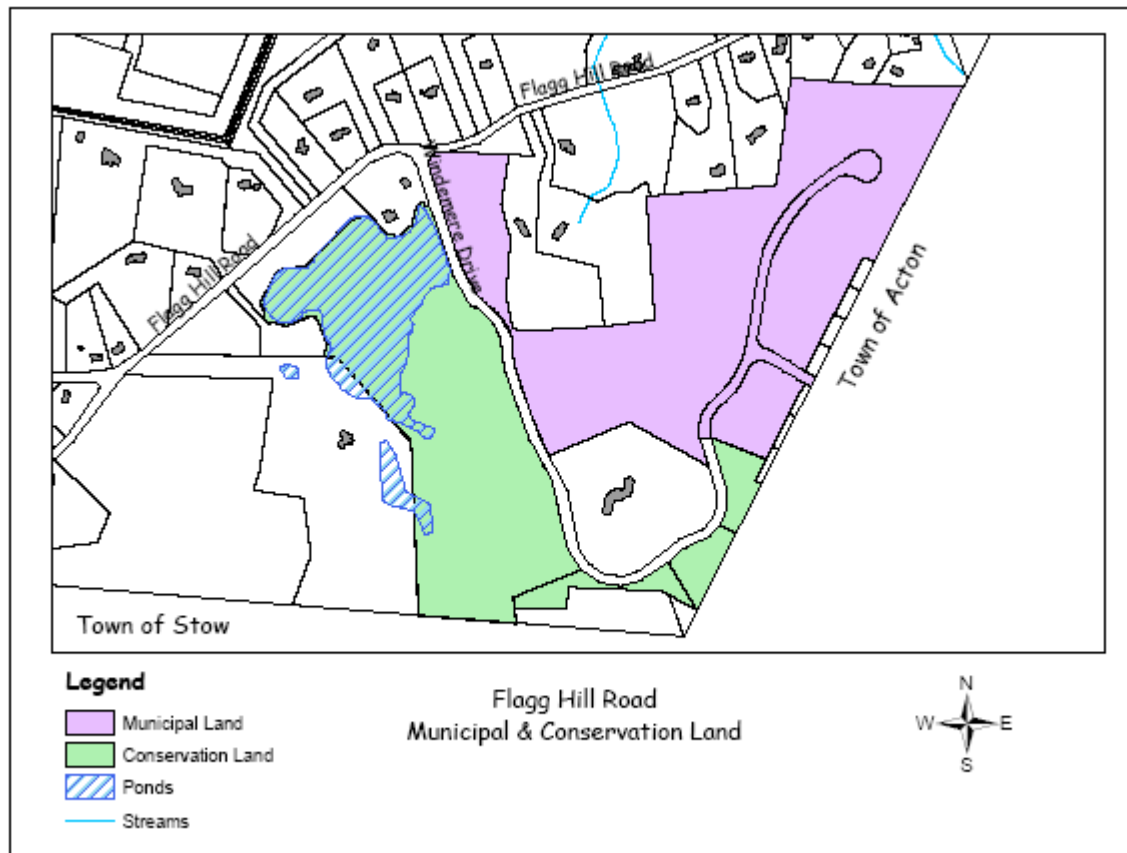 Flagg Hill Road
Windemere Drive
Flagg Hill Road
Town of Acton
Town of Stow
Legend
Municipal Land
Conservation Land
Ponds
Streams
Flagg Hill Road
Municipal & Conservation Land
N
W E
S